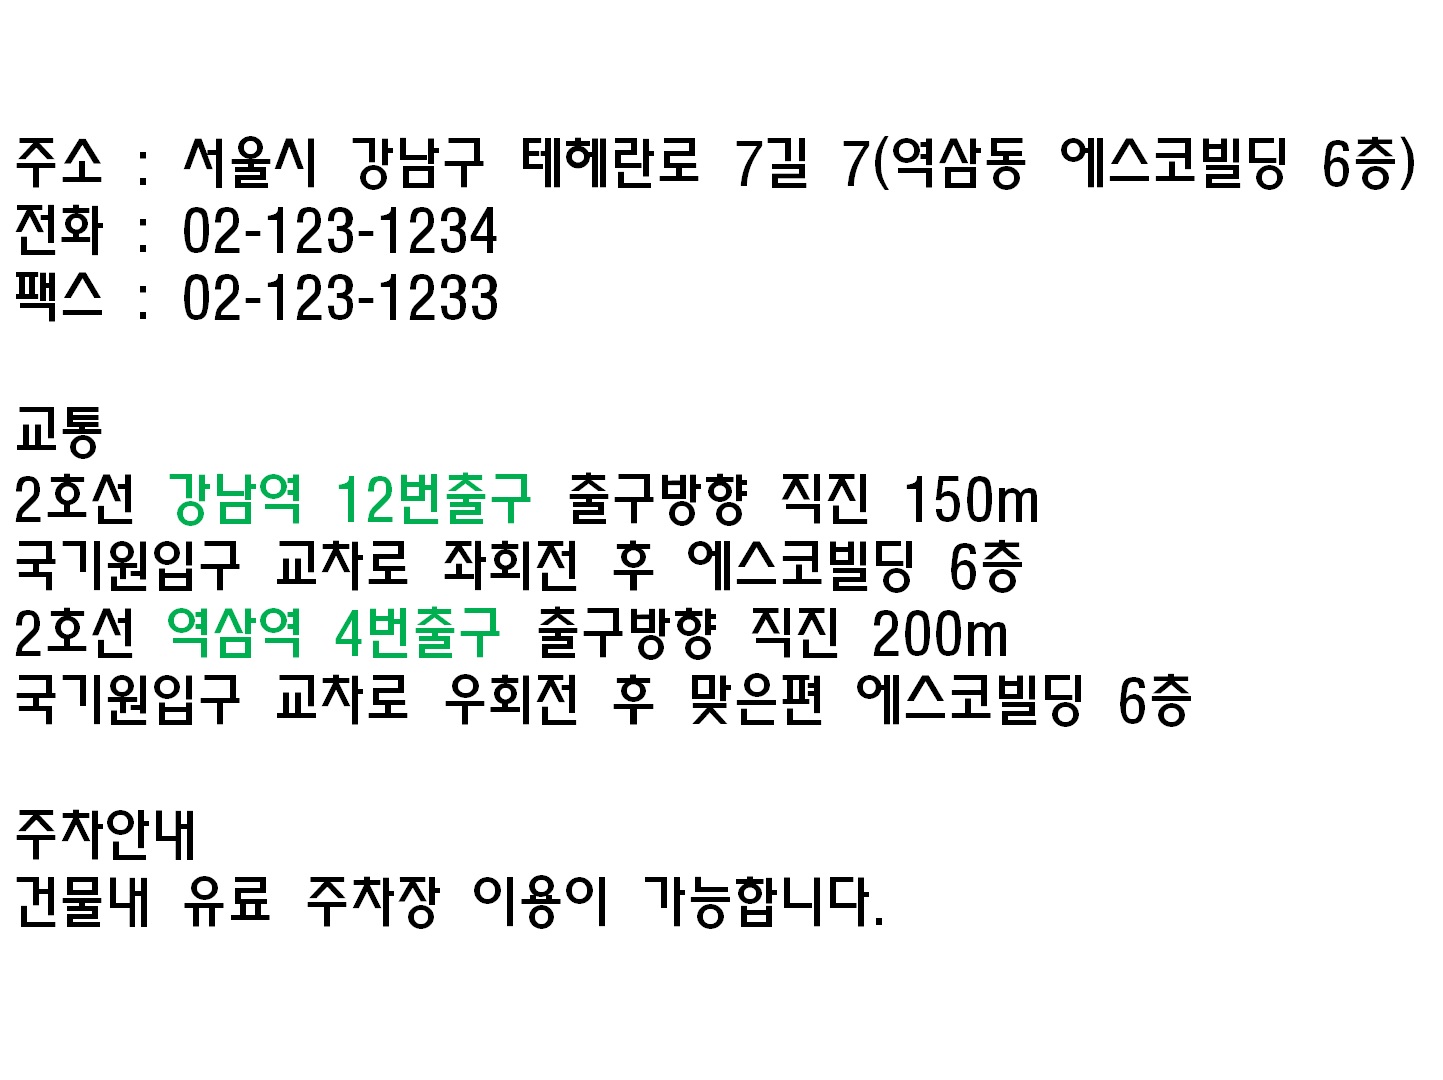 주소 : 서울시 강남구 테헤란로 7길 7(역삼동 에스코빌딩 6층)
전화 : 02-123-1234
팩스 : 02-123-1233
교통
2호선 강남역 12번출구 출구방향 직진 150m
국기원입구 교차로 좌회전 후 에스코빌딩 6층
2호선 역삼역 4번출구 출구방향 직진 200m
국기원입구 교차로 우회전 후 맞은편 에스코빌딩 6층
주차안내
건물내 유료 주차장 이용이 가능합니다.